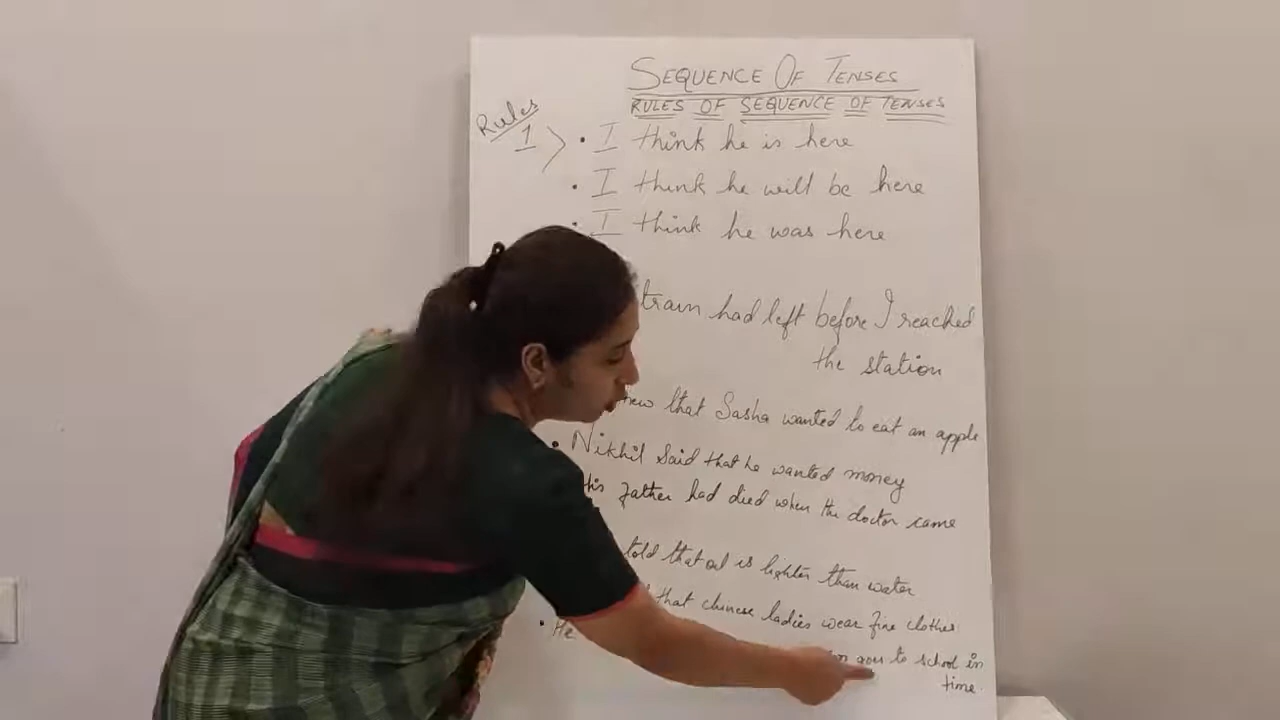 SEQUENCE OF TENSES
RULES OF SEQUENCE OF TENSES
Rules
1 • I think he is here
• I think he will be here
• I think he was here
train had left before I reached
the station
that Sasha wanted to eat an apple
• Nikhil said that he wanted money
His father had died when the doctor came
told that oil is lighter than water
that chinese ladies wear fine clothes
• He you to school in
time.